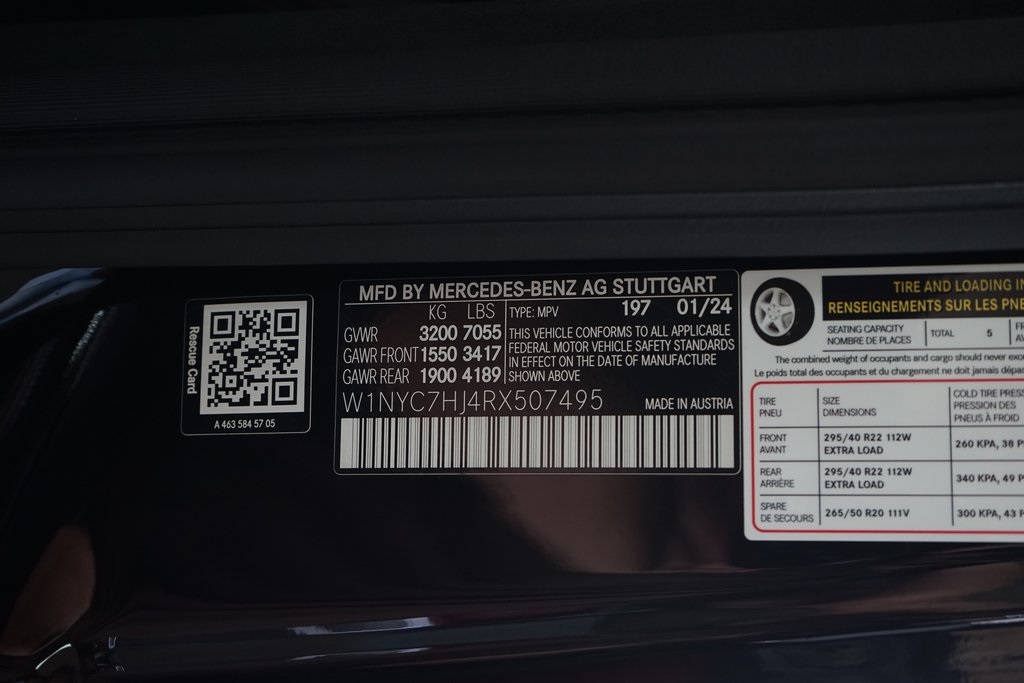 Rescue Card
A 463 584 57 05
MFD BY MERCEDES-BENZ AG STUTTGART
KG LBS
GVWR 3200 7055
GAWR FRONT 1550 3417
GAWR REAR 1900 4189
TYPE: MPV 197 01/24
THIS VEHICLE CONFORMS TO ALL APPLICABLE
FEDERAL MOTOR VEHICLE SAFETY STANDARDS
IN EFFECT ON THE DATE OF MANUFACTURE
SHOWN ABOVE
W1NYC7HJ4RX507495 MADE IN AUSTRIA
TIRE AND LOADING IN
RENSEIGNEMENTS SUR LES PNE
SEATING CAPACITY
NOMBRE DE PLACES
TOTAL 5
The combined weight of occupants and cargo should never exc
Le poids total des occupants et du chargement ne doit jamais dépa
TIRE
PNEU
SIZE
DIMENSIONS
COLD TIRE PRESS
PRESSION DES
PNEUS À FROID
FRONT
AVANT
295/40 R22 112W
EXTRA LOAD
260 KPA, 38 P
REAR
ARRIÈRE
295/40 R22 112W
EXTRA LOAD
340 KPA, 49 P
SPARE
DE SECOURS
265/50 R20 111V
300 KPA, 43 P